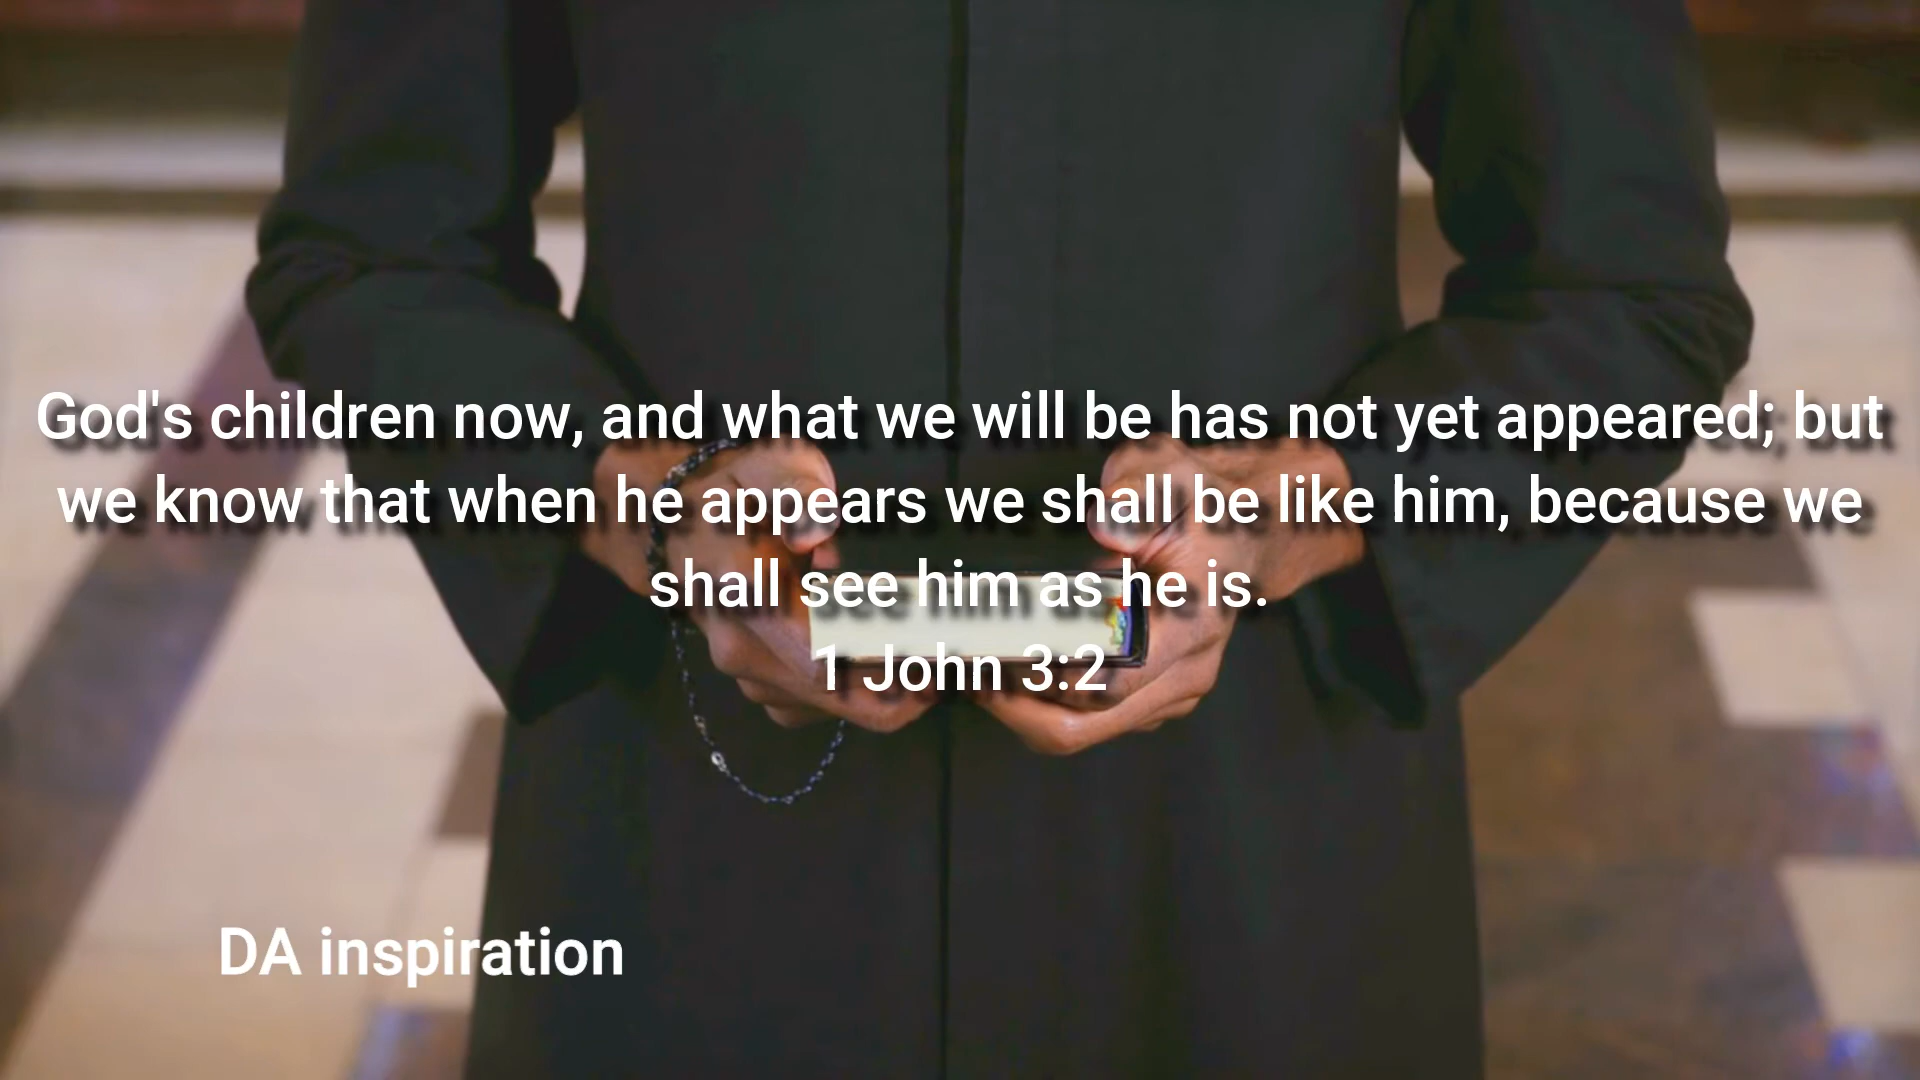 God's children now, and what we will be has not yet appeared; but
we know that when he appears we shall be like him, because we
shall see him as he is.
1 John 3:2
DA inspiration